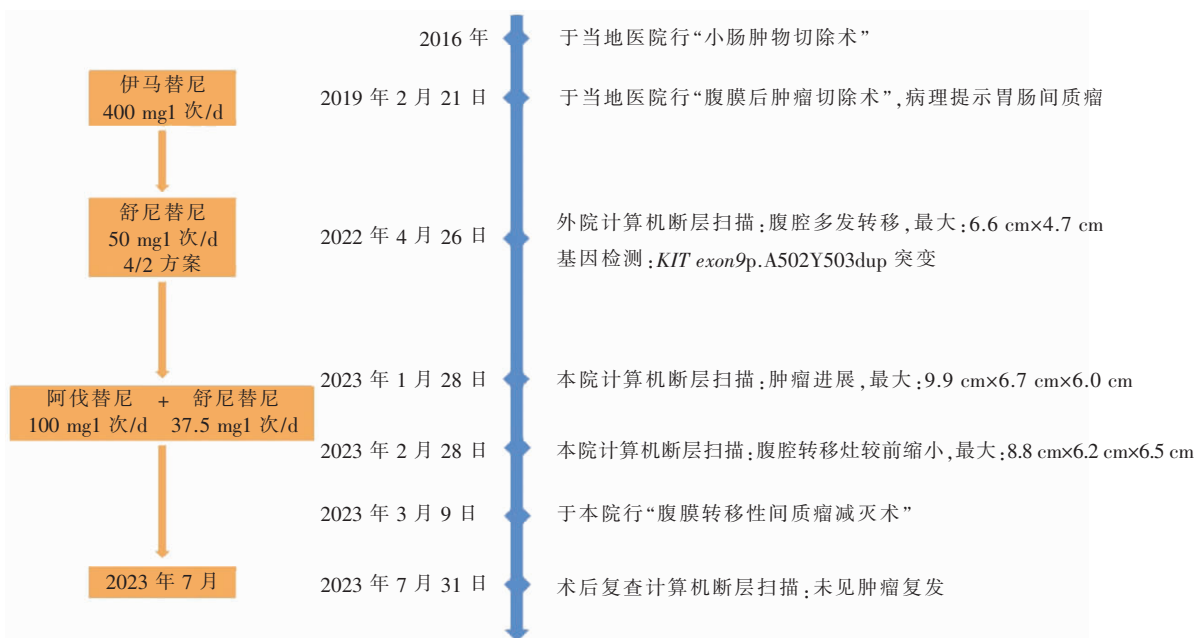 2016 年
于当地医院行“小肠肿物切除术”
伊马替尼
400 mg1 次/d
2019 年 2 月 21 日
于当地医院行“腹膜后肿瘤切除术”,病理提示胃肠间质瘤
舒尼替尼
50 mg1 次/d
4/2 方案
2022 年 4 月 26 日
外院计算机断层扫描:腹腔多发转移,最大:6.6 cm×4.7 cm
基因检测:KIT exon9p.A502Y503dup 突变
2023 年 1 月 28 日
本院计算机断层扫描:肿瘤进展,最大:9.9 cm×6.7 cm×6.0 cm
阿伐替尼 + 舒尼替尼
100 mg1 次/d 37.5 mg1 次/d
2023 年 2 月 28 日
本院计算机断层扫描:腹腔转移灶较前缩小,最大:8.8 cm×6.2 cm×6.5 cm
2023 年 3 月 9 日
于本院行“腹膜转移性间质瘤减灭术”
2023 年 7 月
2023 年 7 月 31 日
术后复查计算机断层扫描:未见肿瘤复发